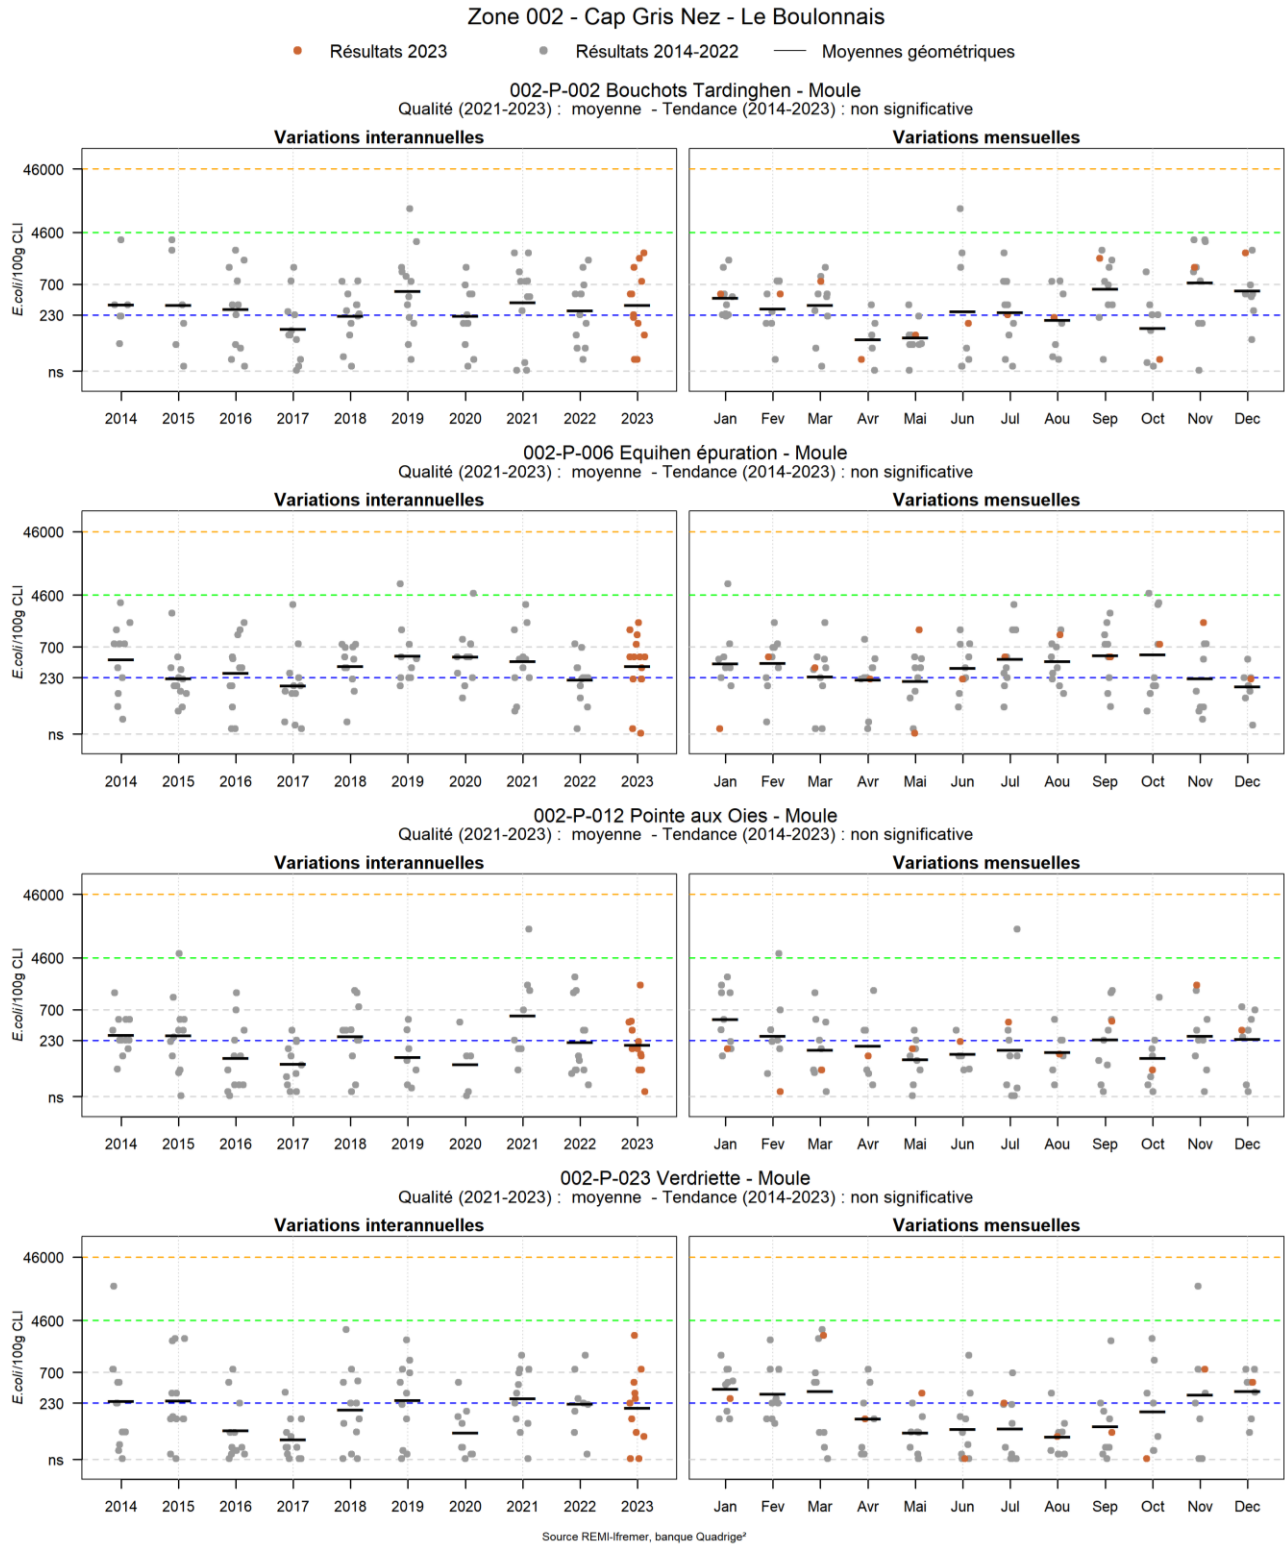 Zone 002 - Cap Gris Nez - Le Boulonnais
Résultats 2023 Résultats 2014-2022 Moyennes géométriques
002-P-002 Bouchots Tardinghen - Moule
Qualité (2021-2023) : moyenne - Tendance (2014-2023) : non significative
Variations interannuelles Variations mensuelles
46000
4600
E.coli/100g CLI
700
230
ns
2014 2015 2016 2017 2018 2019 2020 2021 2022 2023 Jan Fev Mar Avr Mai Jun Jul Aou Sep Oct Nov Dec
002-P-006 Equihen épuration - Moule
Qualité (2021-2023) : moyenne - Tendance (2014-2023) : non significative
Variations interannuelles Variations mensuelles
46000
4600
E.coli/100g CLI
700
230
ns
2014 2015 2016 2017 2018 2019 2020 2021 2022 2023 Jan Fev Mar Avr Mai Jun Jul Aou Sep Oct Nov Dec
002-P-012 Pointe aux Oies - Moule
Qualité (2021-2023) : moyenne - Tendance (2014-2023) : non significative
Variations interannuelles Variations mensuelles
46000
4600
E.coli/100g CLI
700
230
ns
2014 2015 2016 2017 2018 2019 2020 2021 2022 2023 Jan Fev Mar Avr Mai Jun Jul Aou Sep Oct Nov Dec
002-P-023 Verdriette - Moule
Qualité (2021-2023) : moyenne - Tendance (2014-2023) : non significative
Variations interannuelles Variations mensuelles
46000
4600
E.coli/100g CLI
700
230
ns
2014 2015 2016 2017 2018 2019 2020 2021 2022 2023 Jan Fev Mar Avr Mai Jun Jul Aou Sep Oct Nov Dec
Source REMI-Ifremer, banque Quadrige²